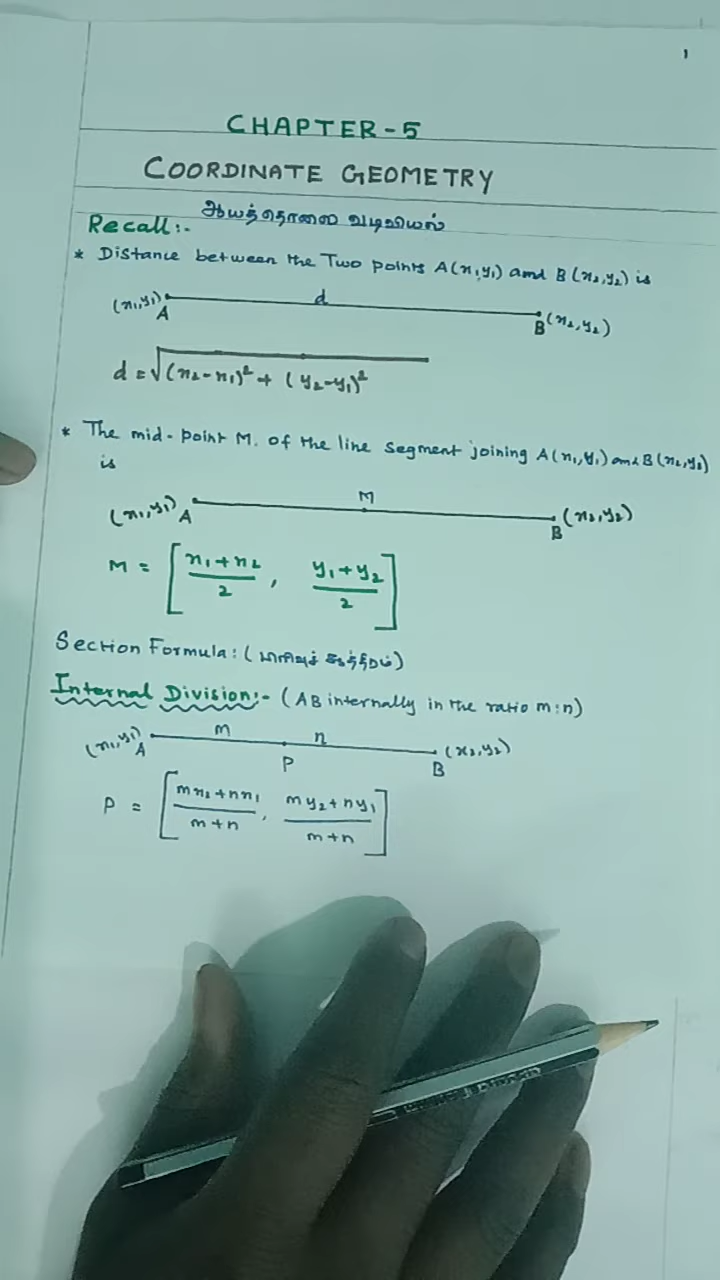 1
CHAPTER-5
COORDINATE GEOMETRY
ஆயத்தொலை வடிவியல்
Recall:-
* Distance between the Two points A(x₁,y₁) and B(x₂,y₂) is
(x₁,y₁) A d B (x₂,y₂)
d = √(x₂-x₁)² + (y₂-y₁)²
* The mid-point M. of the line segment joining A(x₁,y₁) and B(x₂,y₂)
is
(x₁,y₁) A M B (x₂,y₂)
M = [ (x₁+x₂)/2 , (y₁+y₂)/2 ]
Section Formula: (பிரிவுச் சூத்திரம்)
Internal Division:- (AB internally in the ratio m:n)
(x₁,y₁) A m P n B (x₂,y₂)
P = [ (mx₂+nx₁)/(m+n) , (my₂+ny₁)/(m+n) ]